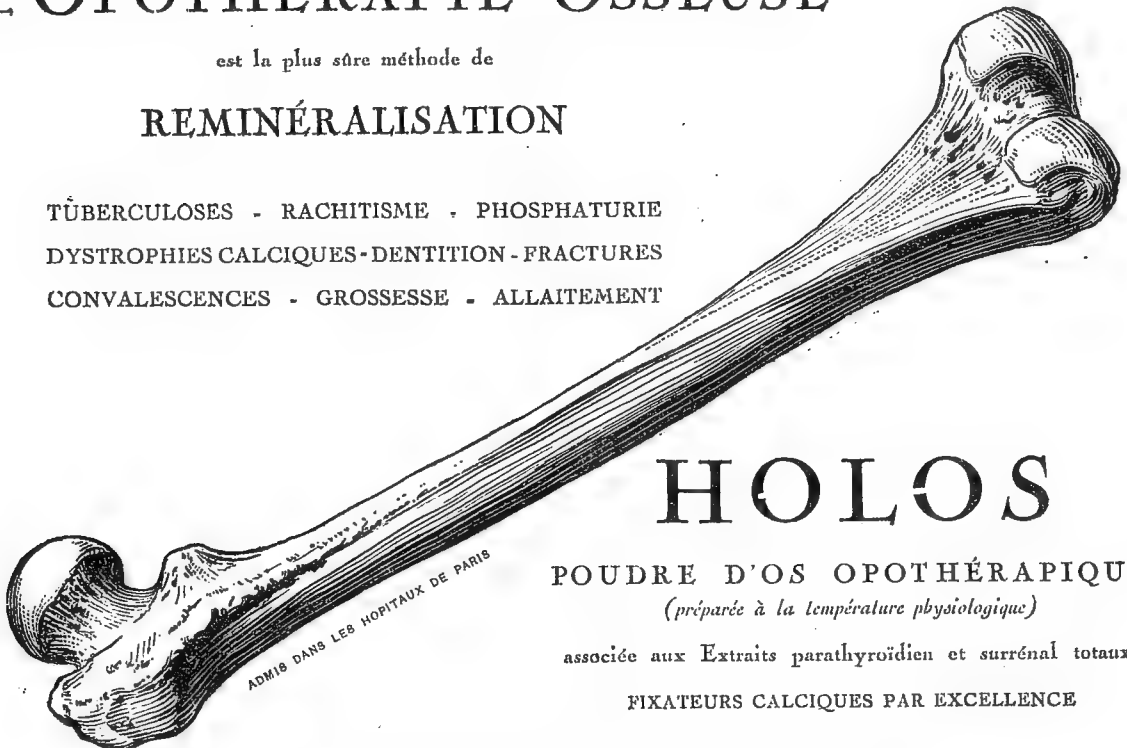 L'OPOTHÉRAPIE OSSEUSE
est la plus sûre méthode de
REMINÉRALISATION
TUBERCULOSES - RACHITISME - PHOSPHATURIE
DYSTROPHIES CALCIQUES - DENTITION - FRACTURES
CONVALESCENCES - GROSSESSE - ALLAITEMENT
ADMIS DANS LES HOPITAUX DE PARIS
HOLOS
POUDRE D'OS OPOTHÉRAPIQU
(préparée à la température physiologique)
associée aux Extraits parathyroïdien et surrénal totaux
FIXATEURS CALCIQUES PAR EXCELLENCE